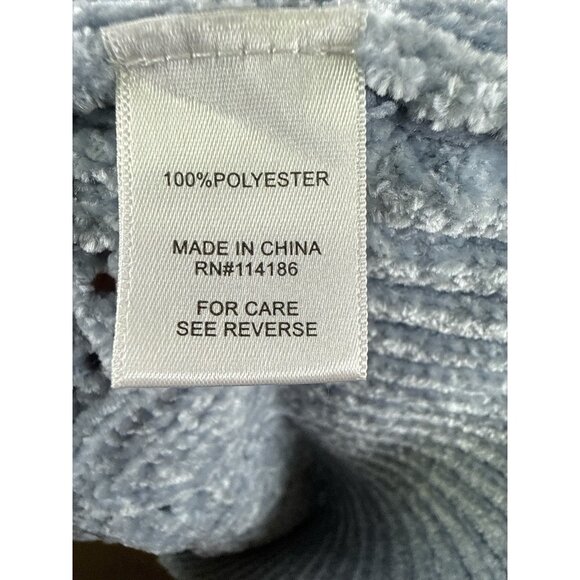 100%POLYESTER
MADE IN CHINA
RN#114186
FOR CARE
SEE REVERSE